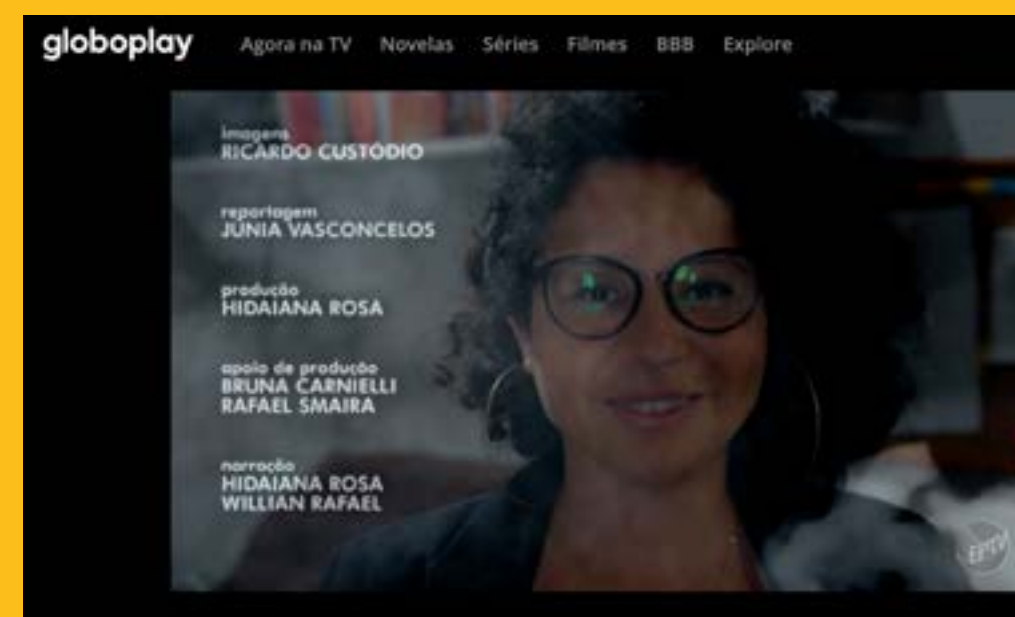 globoplay Agora na TV Novelas Séries Filmes BBB Explore
imagens
RICARDO CUSTÓDIO
reportagem
JÚNIA VASCONCELOS
produção
HIDAIANA ROSA
apoio de produção
BRUNA CARNIELLI
RAFAEL SMAIRA
narração
HIDAIANA ROSA
WILLIAN RAFAEL
EPTV